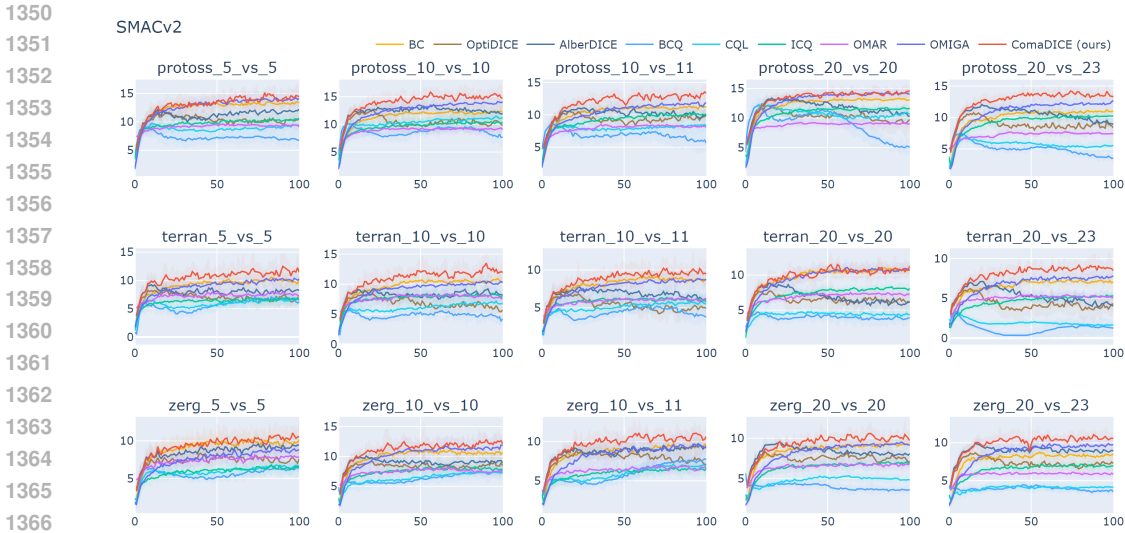 1350
1351
1352
1353
1354
1355
1356
1357
1358
1359
1360
1361
1362
1363
1364
1365
1366
SMACv2
BC OptiDICE AlberDICE BCQ CQL ICQ OMAR OMIGA ComaDICE (ours)
protoss_5_vs_5 protoss_10_vs_10 protoss_10_vs_11 protoss_20_vs_20 protoss_20_vs_23
15 10 5 0 50 100
15 10 5 0 50 100
15 10 5 0 50 100
15 10 5 0 50 100
15 10 5 0 50 100
terran_5_vs_5 terran_10_vs_10 terran_10_vs_11 terran_20_vs_20 terran_20_vs_23
15 10 5 0 0 50 100
15 10 5 0 0 50 100
10 5 0 50 100
10 5 0 50 100
10 5 0 0 50 100
zerg_5_vs_5 zerg_10_vs_10 zerg_10_vs_11 zerg_20_vs_20 zerg_20_vs_23
10 5 0 50 100
15 10 5 0 50 100
10 5 0 50 100
10 5 0 50 100
10 5 0 50 100